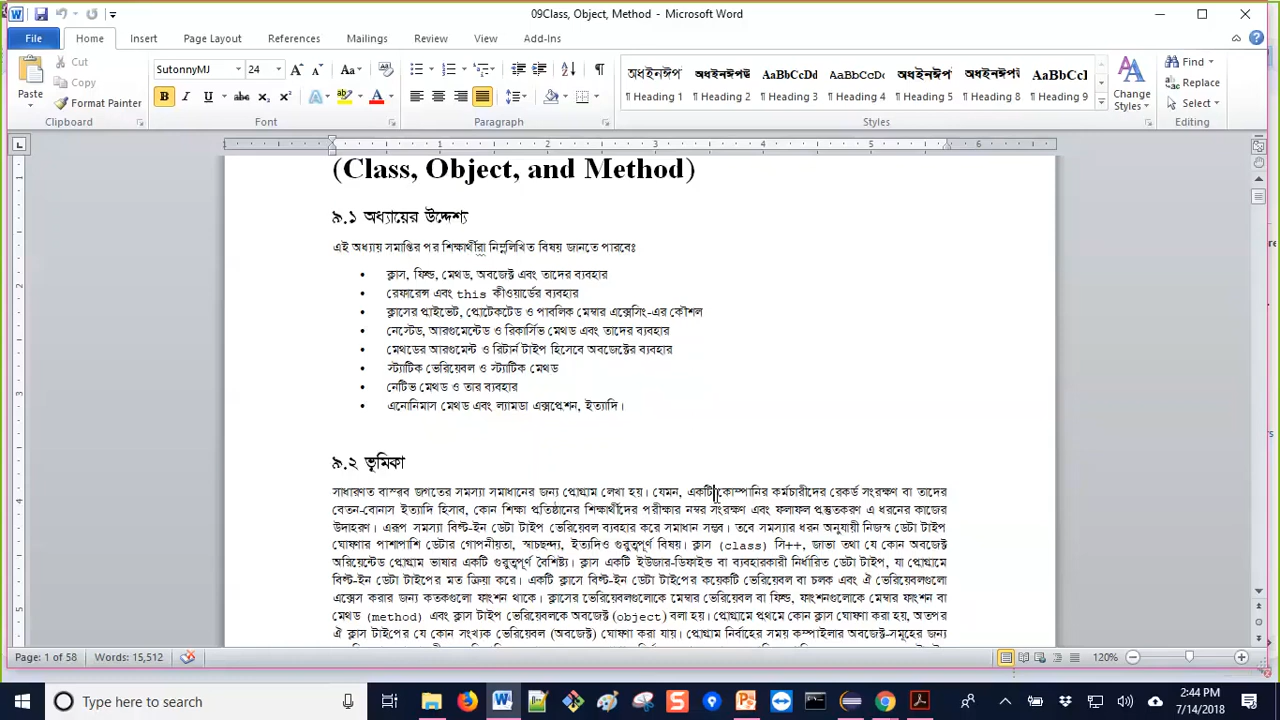 09Class, Object, Method - Microsoft Word
File Home Insert Page Layout References Mailings Review View Add-Ins
Paste
Cut
Copy
Format Painter
Clipboard
SutonnyMJ 24
Font
Paragraph
অধ্হইনঈপ অধ্হইনঈপঊ AaBbCcDd AaBbCcDc অধ্হইনঈপ অধ্হইনঈপ AaBbCcI
¶ Heading 1 ¶ Heading 2 ¶ Heading 3 ¶ Heading 4 ¶ Heading 5 ¶ Heading 8 ¶ Heading 9
Change Styles
Styles
Find
Replace
Select
Editing
(Class, Object, and Method)
৯.১ অধ্যায়ের উদ্দেশ্য
এই অধ্যায় সমাপ্তির পর শিক্ষার্থীরা নিম্নলিখিত বিষয় জানতে পারবেঃ
• ক্লাস, ফিল্ড, মেথড, অবজেক্ট এবং তাদের ব্যবহার
• রেফারেন্স এবং this কীওয়ার্ডের ব্যবহার
• ক্লাসের প্রাইভেট, প্রোটেকটেড ও পাবলিক মেম্বার এক্সেসিং-এর কৌশল
• নেস্টেড, আরগুমেন্টেড ও রিকার্সিভ মেথড এবং তাদের ব্যবহার
• মেথডের আরগুমেন্ট ও রিটার্ন টাইপ হিসেবে অবজেক্টের ব্যবহার
• স্ট্যাটিক ভেরিয়েবল ও স্ট্যাটিক মেথড
• নেটিভ মেথড ও তার ব্যবহার
• এনোনিমাস মেথড এবং ল্যামডা এক্সপ্রেশন, ইত্যাদি।
৯.২ ভূমিকা
সাধারণত বাস্তব জগতের সমস্যা সমাধানের জন্য প্রোগ্রাম লেখা হয়। যেমন, একটি কোম্পানির কর্মচারীদের রেকর্ড সংরক্ষণ বা তাদের
বেতন-বোনাস ইত্যাদি হিসাব, কোন শিক্ষা প্রতিষ্ঠানের শিক্ষার্থীদের পরীক্ষার নম্বর সংরক্ষণ এবং ফলাফল প্রস্তুতকরণ এ ধরনের কাজের
উদাহরণ। এরূপ সমস্যা বিল্ট-ইন ডেটা টাইপ ভেরিয়েবল ব্যবহার করে সমাধান সম্ভব। তবে সমস্যার ধরন অনুযায়ী নিজস্ব ডেটা টাইপ
ঘোষণার পাশাপাশি ডেটার গোপনীয়তা, স্বাচ্ছন্দ্য, ইত্যদিও গুরুত্বপূর্ণ বিষয়। ক্লাস (class) সি++, জাভা তথা যে কোন অবজেক্ট
অরিয়েন্টেড প্রোগ্রাম ভাষার একটি গুরুত্বপূর্ণ বৈশিষ্ট্য। ক্লাস একটি ইউজার-ডিফাইন্ড বা ব্যবহারকারী নির্ধারিত ডেটা টাইপ, যা প্রোগ্রামে
বিল্ট-ইন ডেটা টাইপের মত ক্রিয়া করে। একটি ক্লাসে বিল্ট-ইন ডেটা টাইপের কয়েকটি ভেরিয়েবল বা চলক এবং ঐ ভেরিয়েবলগুলো
এক্সেস করার জন্য কতকগুলো ফাংশন থাকে। ক্লাসের ভেরিয়েবলগুলোকে মেম্বার ভেরিয়েবল বা ফিল্ড, ফাংশনগুলোকে মেম্বার ফাংশন বা
মেথড (method) এবং ক্লাস টাইপ ভেরিয়েবলকে অবজেক্ট (object) বলা হয়। প্রোগ্রামে প্রথমে কোন ক্লাস ঘোষণা করা হয়, অতপর
ঐ ক্লাস টাইপের যে কোন সংখ্যক ভেরিয়েবল (অবজেক্ট) ঘোষণা করা যায়। প্রোগ্রাম নির্বাহের সময় কম্পাইলার অবজেক্ট-সমূহের জন্য
Page: 1 of 58 Words: 15,512 120%
Type here to search
2:44 PM
7/14/2018